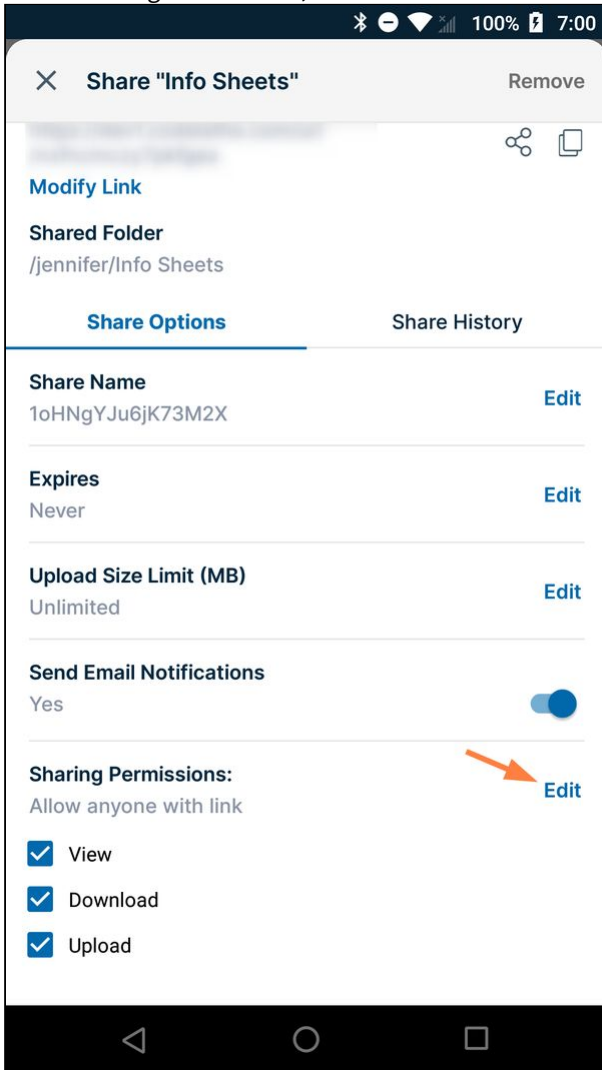 100% 7:00
Share "Info Sheets" Remove
Modify Link
Shared Folder
/jennifer/Info Sheets
Share Options Share History
Share Name
1oHNgYJu6jK73M2X
Edit
Expires
Never
Edit
Upload Size Limit (MB)
Unlimited
Edit
Send Email Notifications
Yes
Sharing Permissions:
Allow anyone with link
Edit
View
Download
Upload